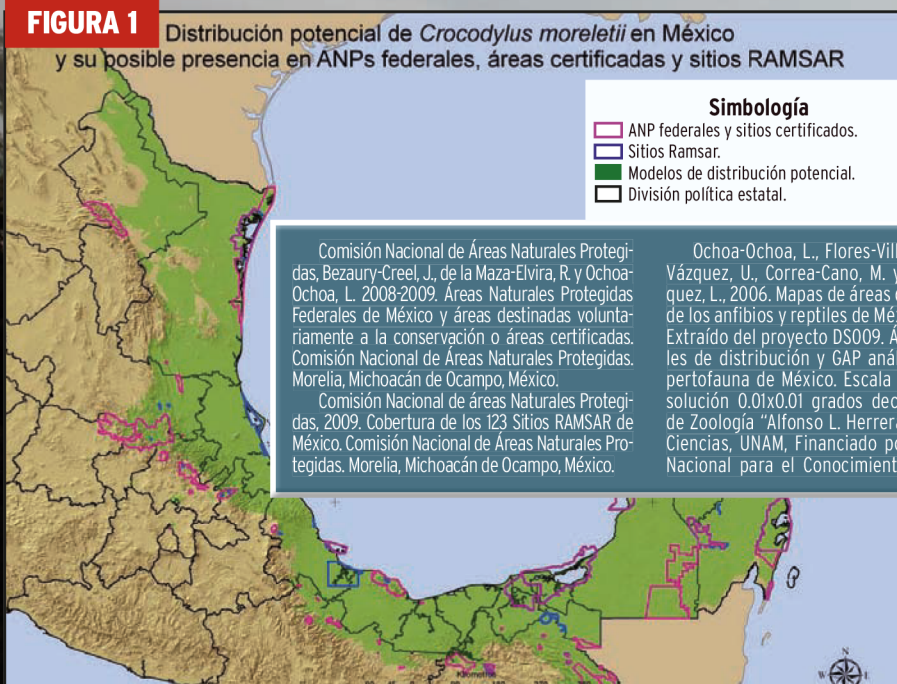 FIGURA 1
Distribución potencial de Crocodylus moreletii en México
y su posible presencia en ANPs federales, áreas certificadas y sitios RAMSAR
Simbología
ANP federales y sitios certificados.
Sitios Ramsar.
Modelos de distribución potencial.
División política estatal.
Comisión Nacional de Áreas Naturales Protegi-
das, Bezaury-Creel, J., de la Maza-Elvira, R. y Ochoa-
Ochoa, L. 2008-2009. Áreas Naturales Protegidas
Federales de México y áreas destinadas volunta-
riamente a la conservación o áreas certificadas.
Comisión Nacional de Áreas Naturales Protegidas.
Morelia, Michoacán de Ocampo, México.
Comisión Nacional de áreas Naturales Protegi-
das, 2009. Cobertura de los 123 Sitios RAMSAR de
México. Comisión Nacional de Áreas Naturales Pro-
tegidas. Morelia, Michoacán de Ocampo, México.
Ochoa-Ochoa, L., Flores-Vill
Vázquez, U., Correa-Cano, M. y
quez, L., 2006. Mapas de áreas
de los anfibios y reptiles de Mé
Extraído del proyecto DS009. Á
les de distribución y GAP aná
pertofauna de México. Escala
solución 0.01x0.01 grados dec
de Zoología "Alfonso L. Herrera
Ciencias, UNAM, Financiado po
Nacional para el Conocimient
Kilometros
N
W E